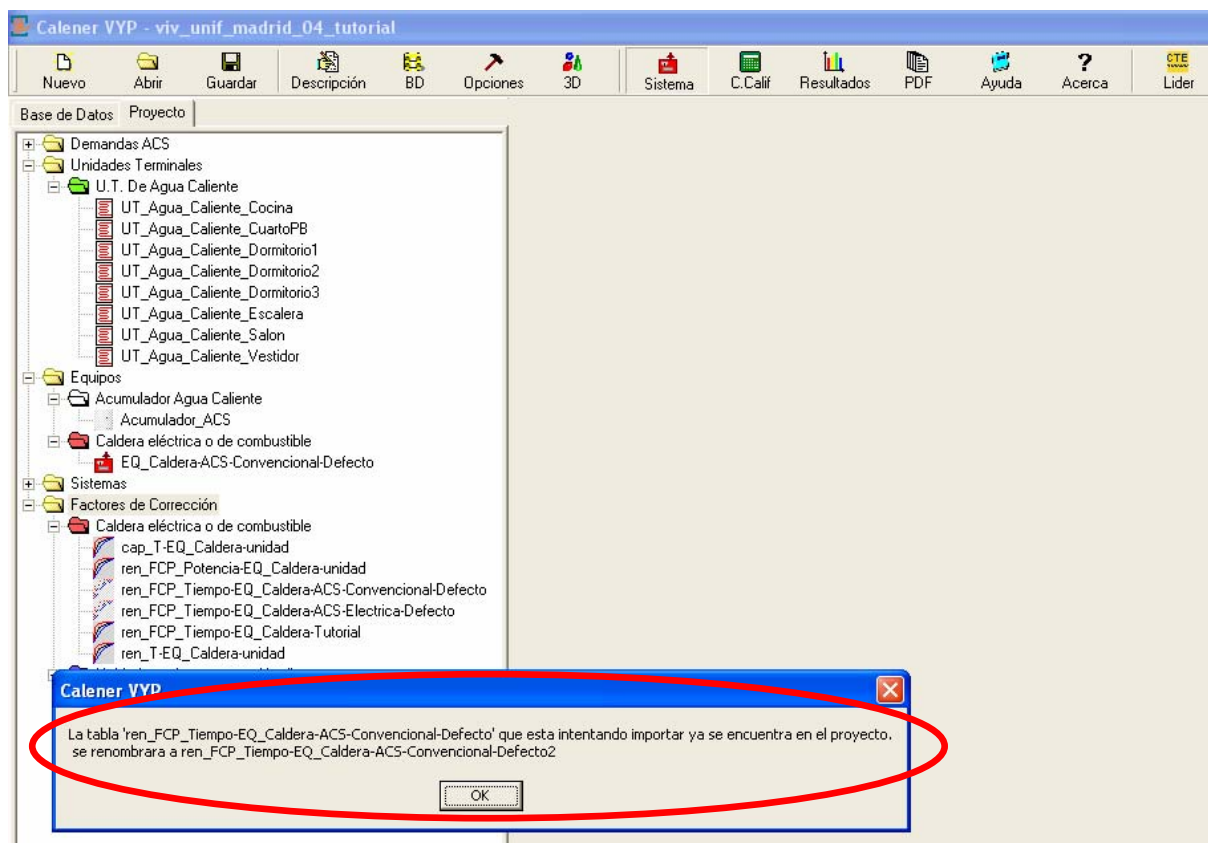 Calener VYP - viv_unif_madrid_04_tutorial
Nuevo Abrir Guardar Descripción BD Opciones 3D Sistema C.Calif Resultados PDF Ayuda ? Acerca CTE Lider
Base de Datos Proyecto
Demandas ACS
Unidades Terminales
U.T. De Agua Caliente
UT_Agua_Caliente_Cocina
UT_Agua_Caliente_CuartoPB
UT_Agua_Caliente_Dormitorio1
UT_Agua_Caliente_Dormitorio2
UT_Agua_Caliente_Dormitorio3
UT_Agua_Caliente_Escalera
UT_Agua_Caliente_Salon
UT_Agua_Caliente_Vestidor
Equipos
Acumulador Agua Caliente
Acumulador_ACS
Caldera eléctrica o de combustible
EQ_Caldera-ACS-Convencional-Defecto
Sistemas
Factores de Corrección
Caldera eléctrica o de combustible
cap_T-EQ_Caldera-unidad
ren_FCP_Potencia-EQ_Caldera-unidad
ren_FCP_Tiempo-EQ_Caldera-ACS-Convencional-Defecto
ren_FCP_Tiempo-EQ_Caldera-ACS-Electrica-Defecto
ren_FCP_Tiempo-EQ_Caldera-Tutorial
ren_T-EQ_Caldera-unidad
Calener VYP
La tabla 'ren_FCP_Tiempo-EQ_Caldera-ACS-Convencional-Defecto' que esta intentando importar ya se encuentra en el proyecto.
se renombrara a ren_FCP_Tiempo-EQ_Caldera-ACS-Convencional-Defecto2
OK